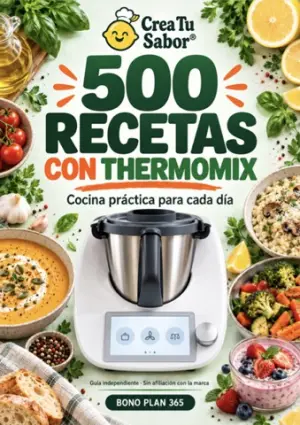 Crea Tu
Sabor®
500
RECETAS
CON THERMOMIX
Cocina práctica para cada día
Guía independiente · Sin afiliación con la marca
BONO PLAN 365